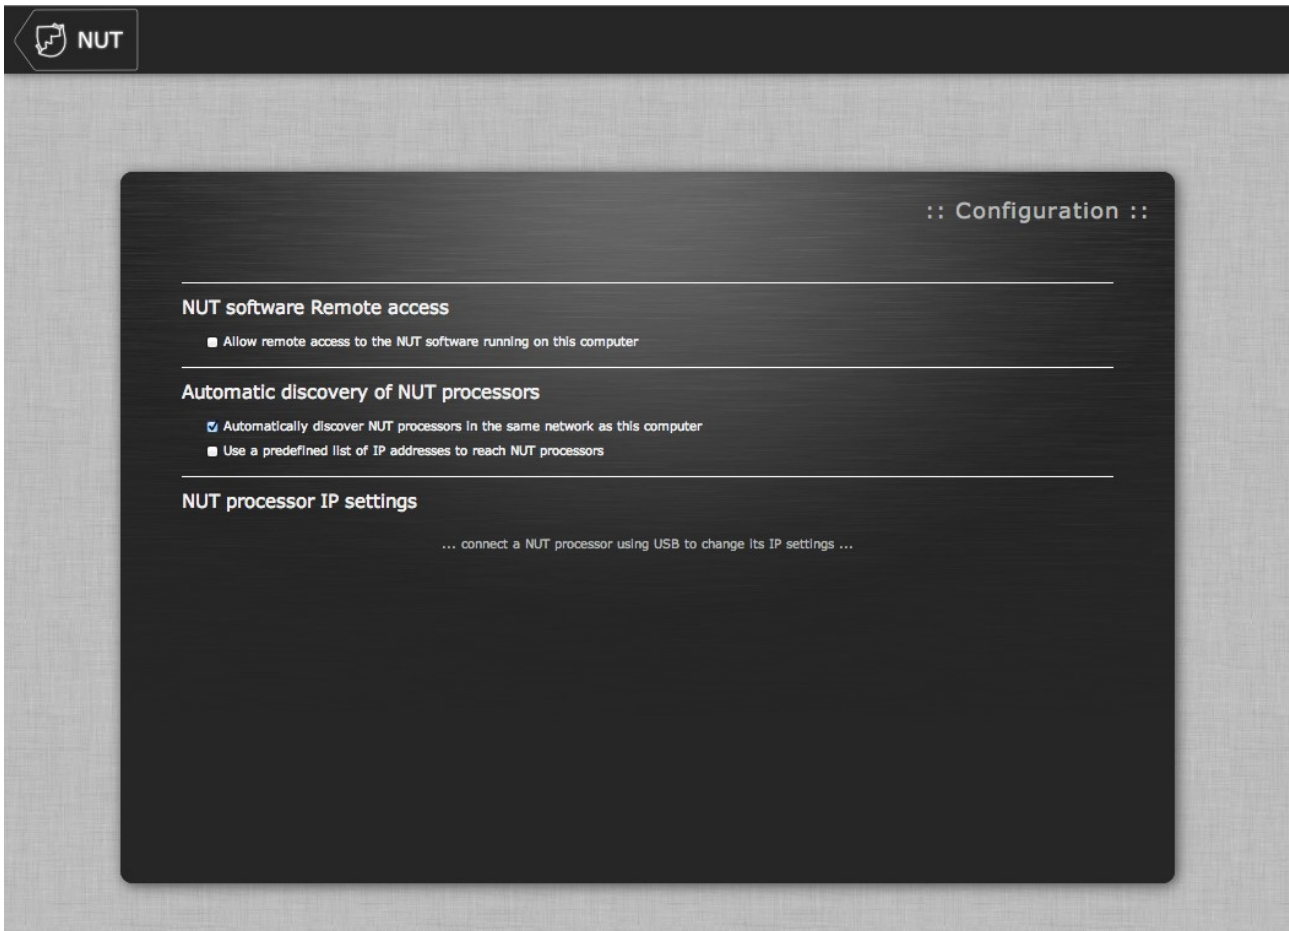 NUT
:: Configuration ::
NUT software Remote access
Allow remote access to the NUT software running on this computer
Automatic discovery of NUT processors
Automatically discover NUT processors in the same network as this computer
Use a predefined list of IP addresses to reach NUT processors
NUT processor IP settings
... connect a NUT processor using USB to change its IP settings ...